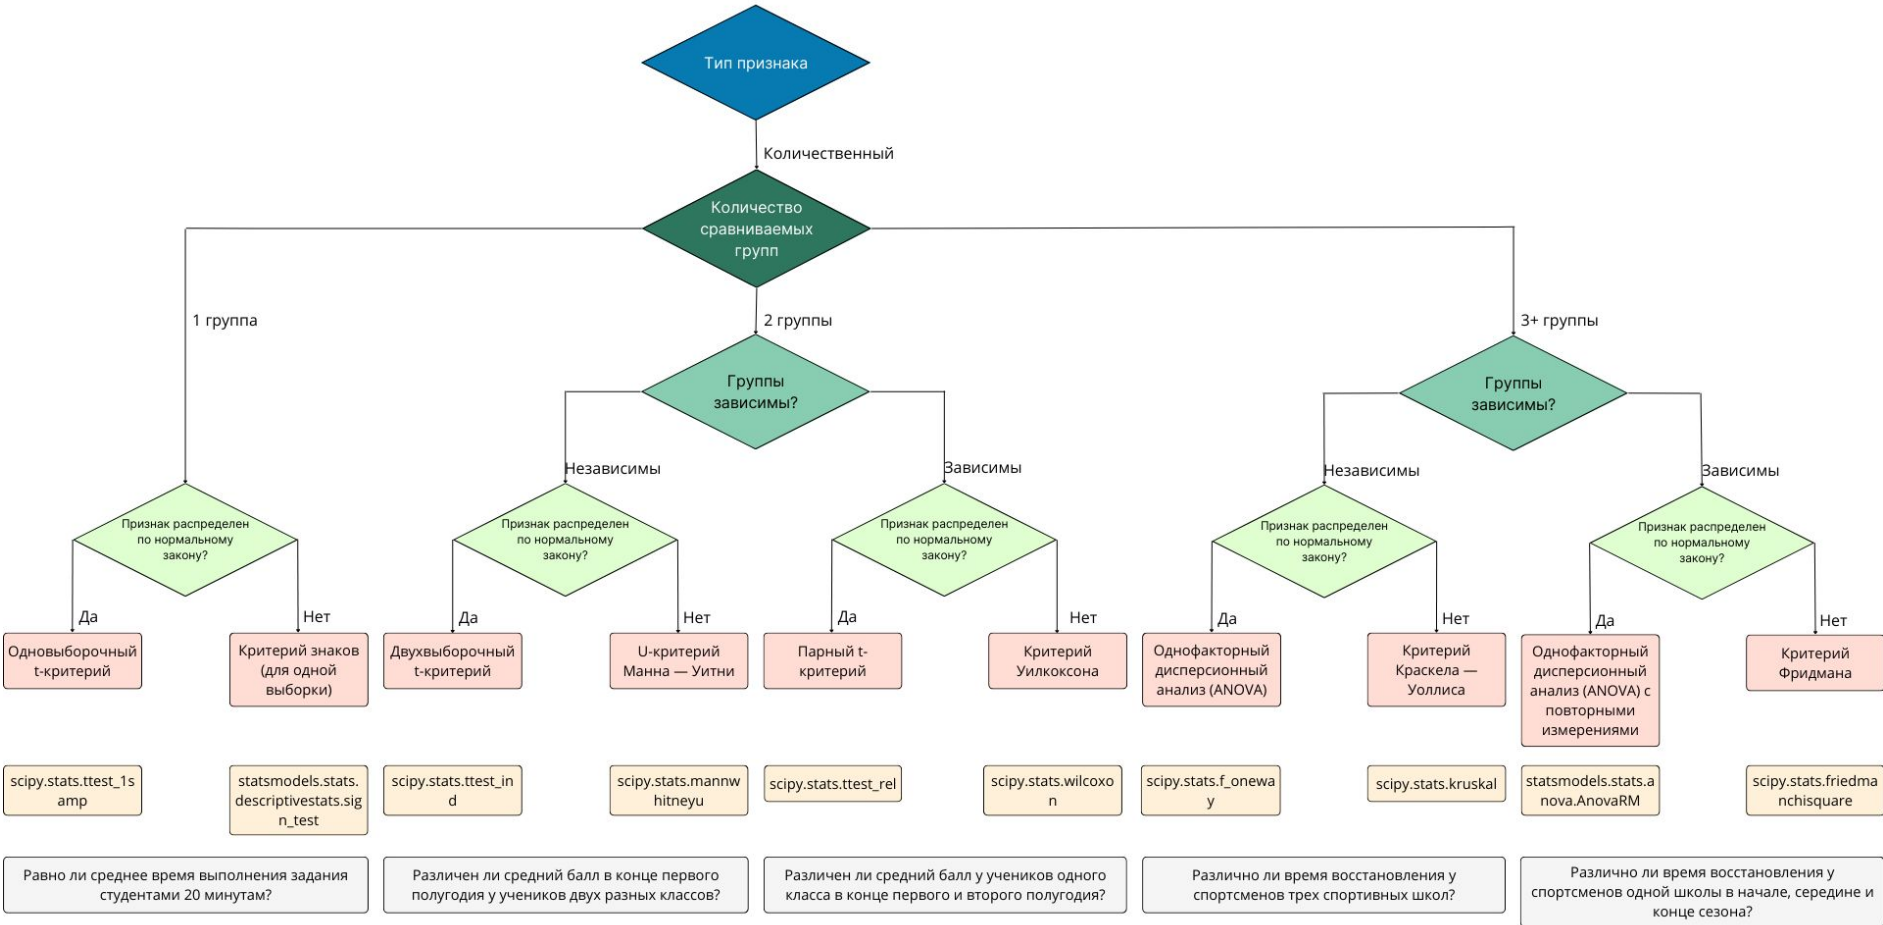 Тип признака
Количественный
Количество
сравниваемых
групп
1 группа
2 группы
3+ группы
Группы
зависимы?
Группы
зависимы?
Независимы
Зависимы
Независимы
Зависимы
Признак распределен
по нормальному
закону?
Признак распределен
по нормальному
закону?
Признак распределен
по нормальному
закону?
Признак распределен
по нормальному
закону?
Признак распределен
по нормальному
закону?
Да
Нет
Да
Нет
Да
Нет
Да
Нет
Да
Нет
Одновыборочный
t-критерий
Критерий знаков
(для одной
выборки)
Двухвыборочный
t-критерий
U-критерий
Манна — Уитни
Парный t-
критерий
Критерий
Уилкоксона
Однофакторный
дисперсионный
анализ (ANOVA)
Критерий
Краскела —
Уоллиса
Однофакторный
дисперсионный
анализ (ANOVA) с
повторными
измерениями
Критерий
Фридмана
scipy.stats.ttest_1s
amp
statsmodels.stats.
descriptivestats.sig
n_test
scipy.stats.ttest_in
d
scipy.stats.mannw
hitneyu
scipy.stats.ttest_rel
scipy.stats.wilcoxo
n
scipy.stats.f_onewa
y
scipy.stats.kruskal
statsmodels.stats.a
nova.AnovaRM
scipy.stats.friedma
nchisquare
Равно ли среднее время выполнения задания
студентами 20 минутам?
Различен ли средний балл в конце первого
полугодия у учеников двух разных классов?
Различен ли средний балл у учеников одного
класса в конце первого и второго полугодия?
Различно ли время восстановления у
спортсменов трех спортивных школ?
Различно ли время восстановления у
спортсменов одной школы в начале, середине и
конце сезона?